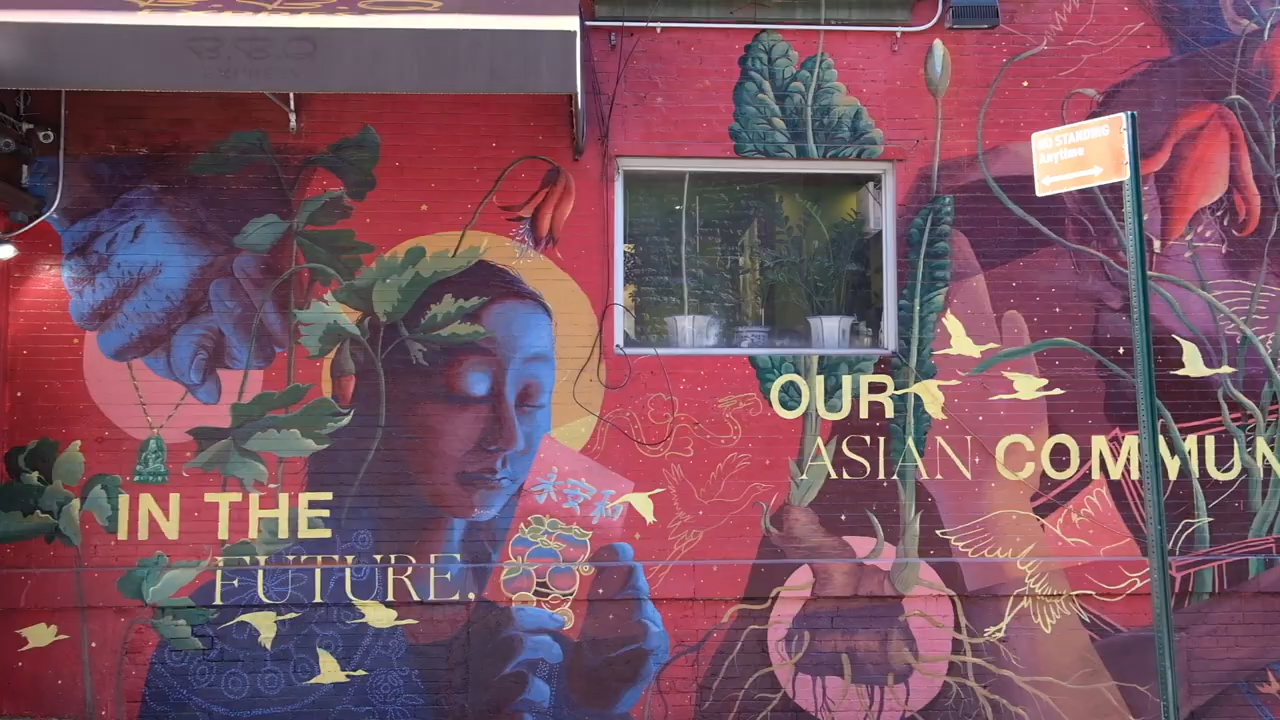 B.B.Q
NO STANDING
Anytime
OUR
ASIAN COMMUN
IN THE
FUTURE.